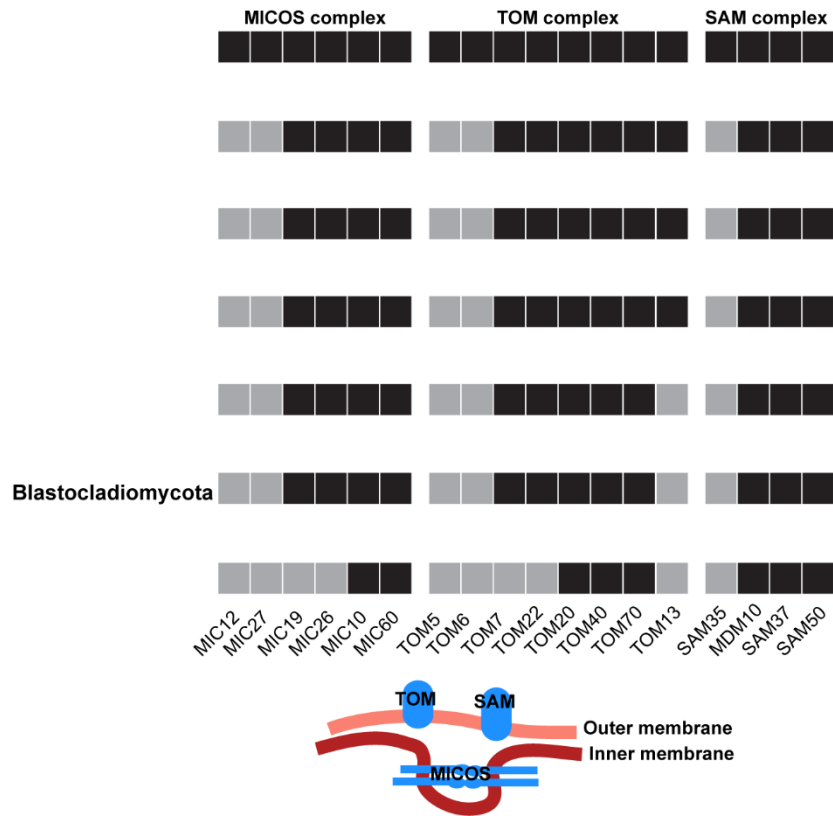 MICOS complex TOM complex SAM complex
Blastocladiomycota
MIC12 MIC27 MIC19 MIC26 MIC10 MIC60 TOM5 TOM6 TOM7 TOM22 TOM20 TOM40 TOM70 TOM13 SAM35 MDM10 SAM37 SAM50
TOM SAM
Outer membrane
Inner membrane
MICOS